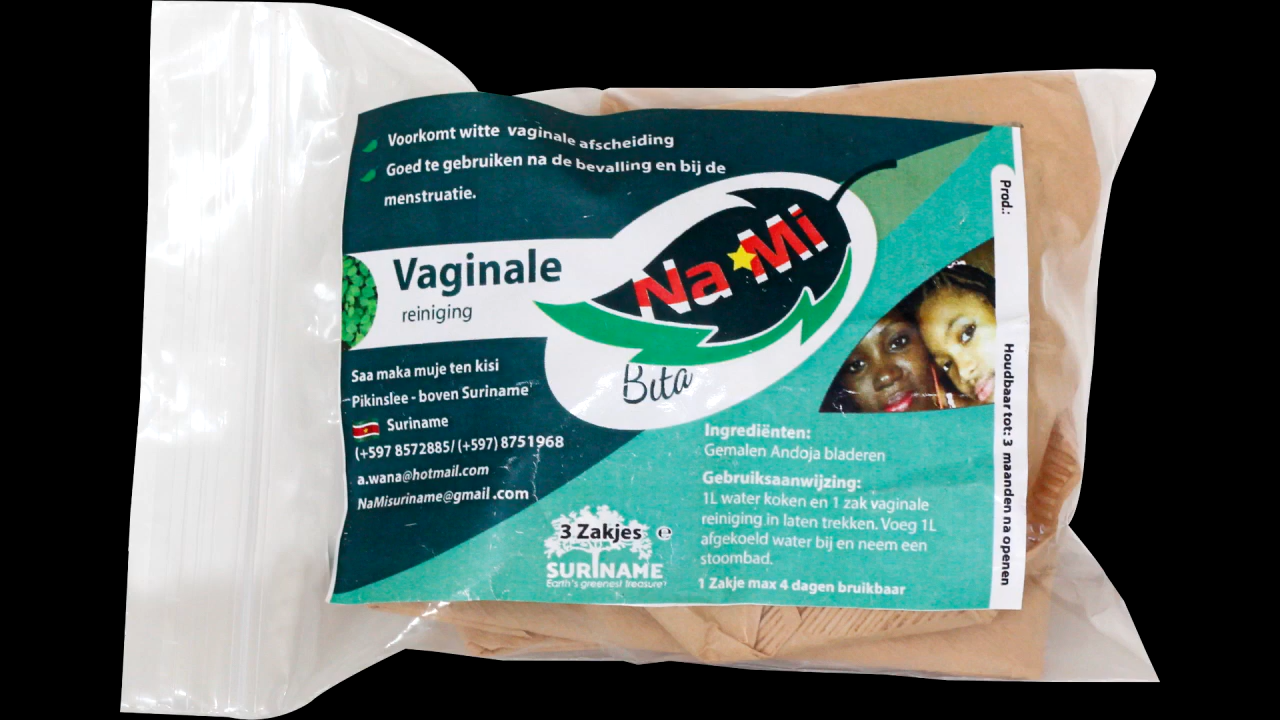 Voorkomt witte vaginale afscheiding
Goed te gebruiken na de bevalling en bij de
menstruatie.
NaMi
Vaginale
reiniging
Bita
Saa maka muje ten kisi
Pikinslee - boven Suriname
Suriname
(+597 8572885/ (+597) 8751968
a.wana@hotmail.com
NaMisuriname@gmail.com
3 Zakjes ℮
SURINAME
Earth's greenest treasure
Ingrediënten:
Gemalen Andoja bladeren
Gebruiksaanwijzing:
1L water koken en 1 zak vaginale
reiniging in laten trekken. Voeg 1L
afgekoeld water bij en neem een
stoombad.
1 Zakje max 4 dagen bruikbaar
Prod.:
Houdbaar tot: 3 maanden na openen